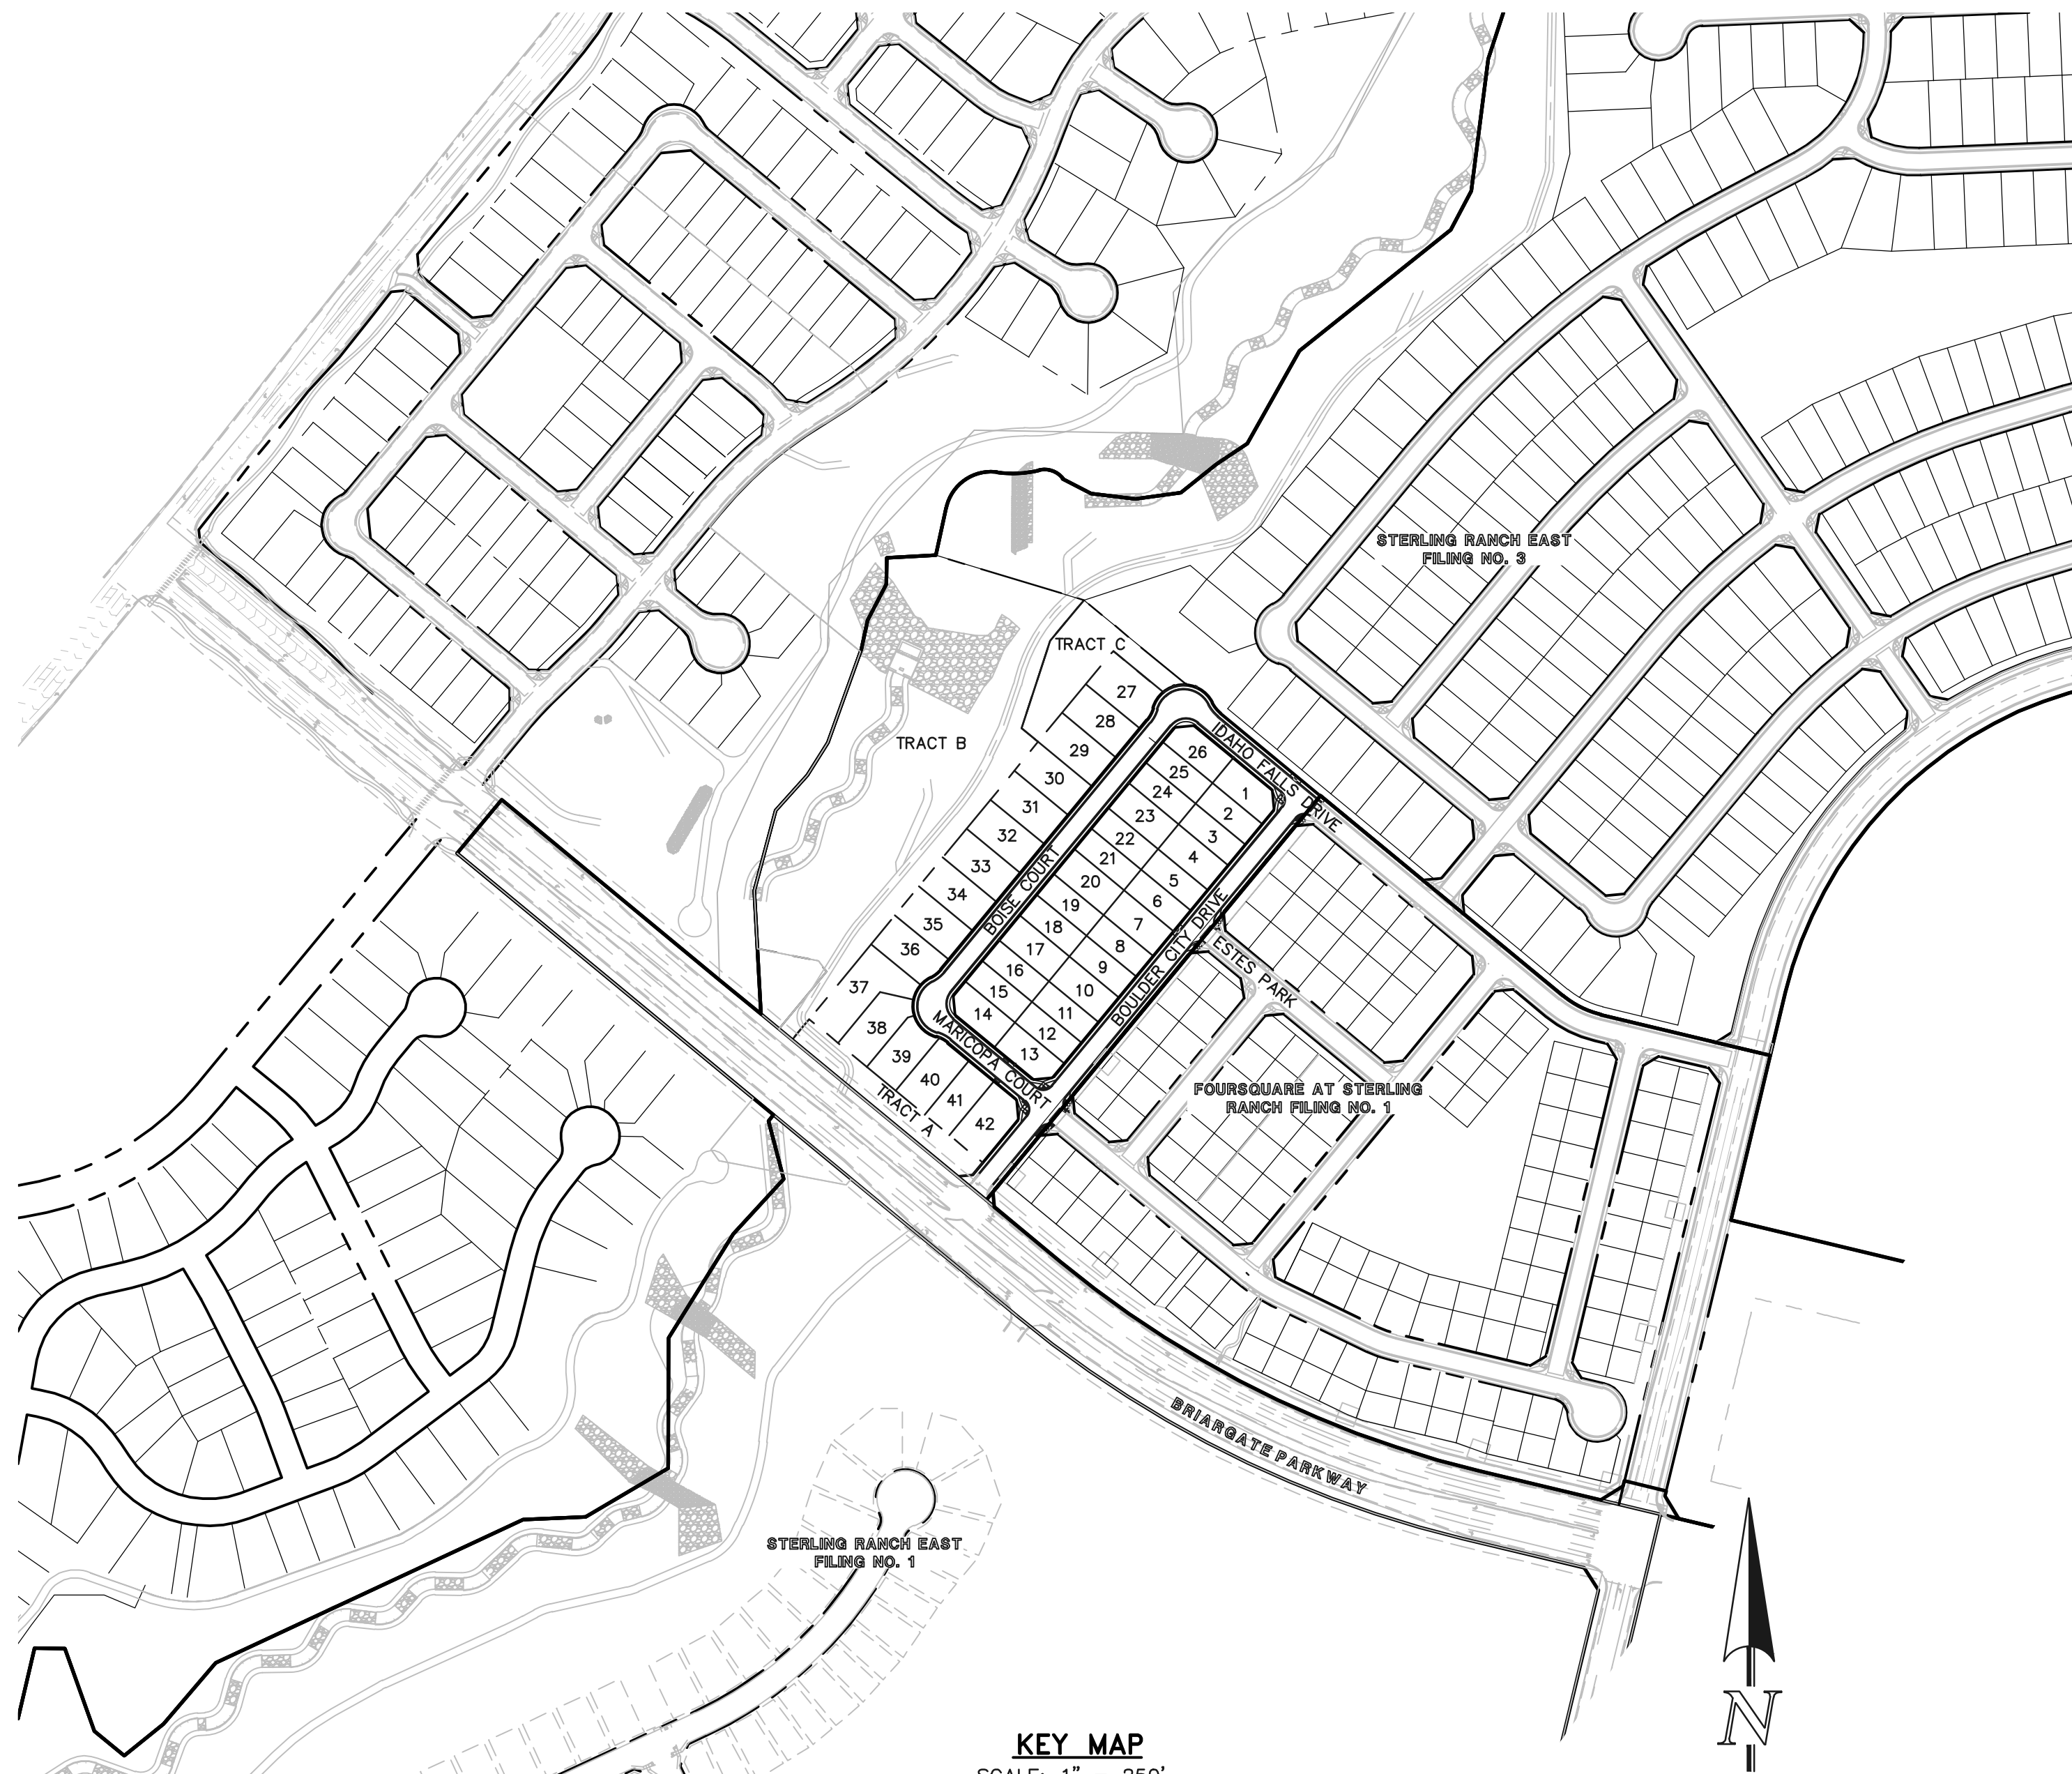 STERLING RANCH EAST
FILING NO. 3
TRACT C
27
28
29
30
31
32
33
34
35
36
37
38
39
40
41
42
TRACT B
IDAHO FALLS DRIVE
26
25
24
23
22
21
20
19
18
17
16
15
14
13
1
2
3
4
5
6
7
8
9
10
11
12
BOISE COURT
BOULDER CITY DRIVE
ESTES PARK
MARICOPA COURT
TRACT A
FOURSQUARE AT STERLING
RANCH FILING NO. 1
BRIARGATE PARKWAY
STERLING RANCH EAST
FILING NO. 1
N
KEY MAP
SCALE: 1" = 250'